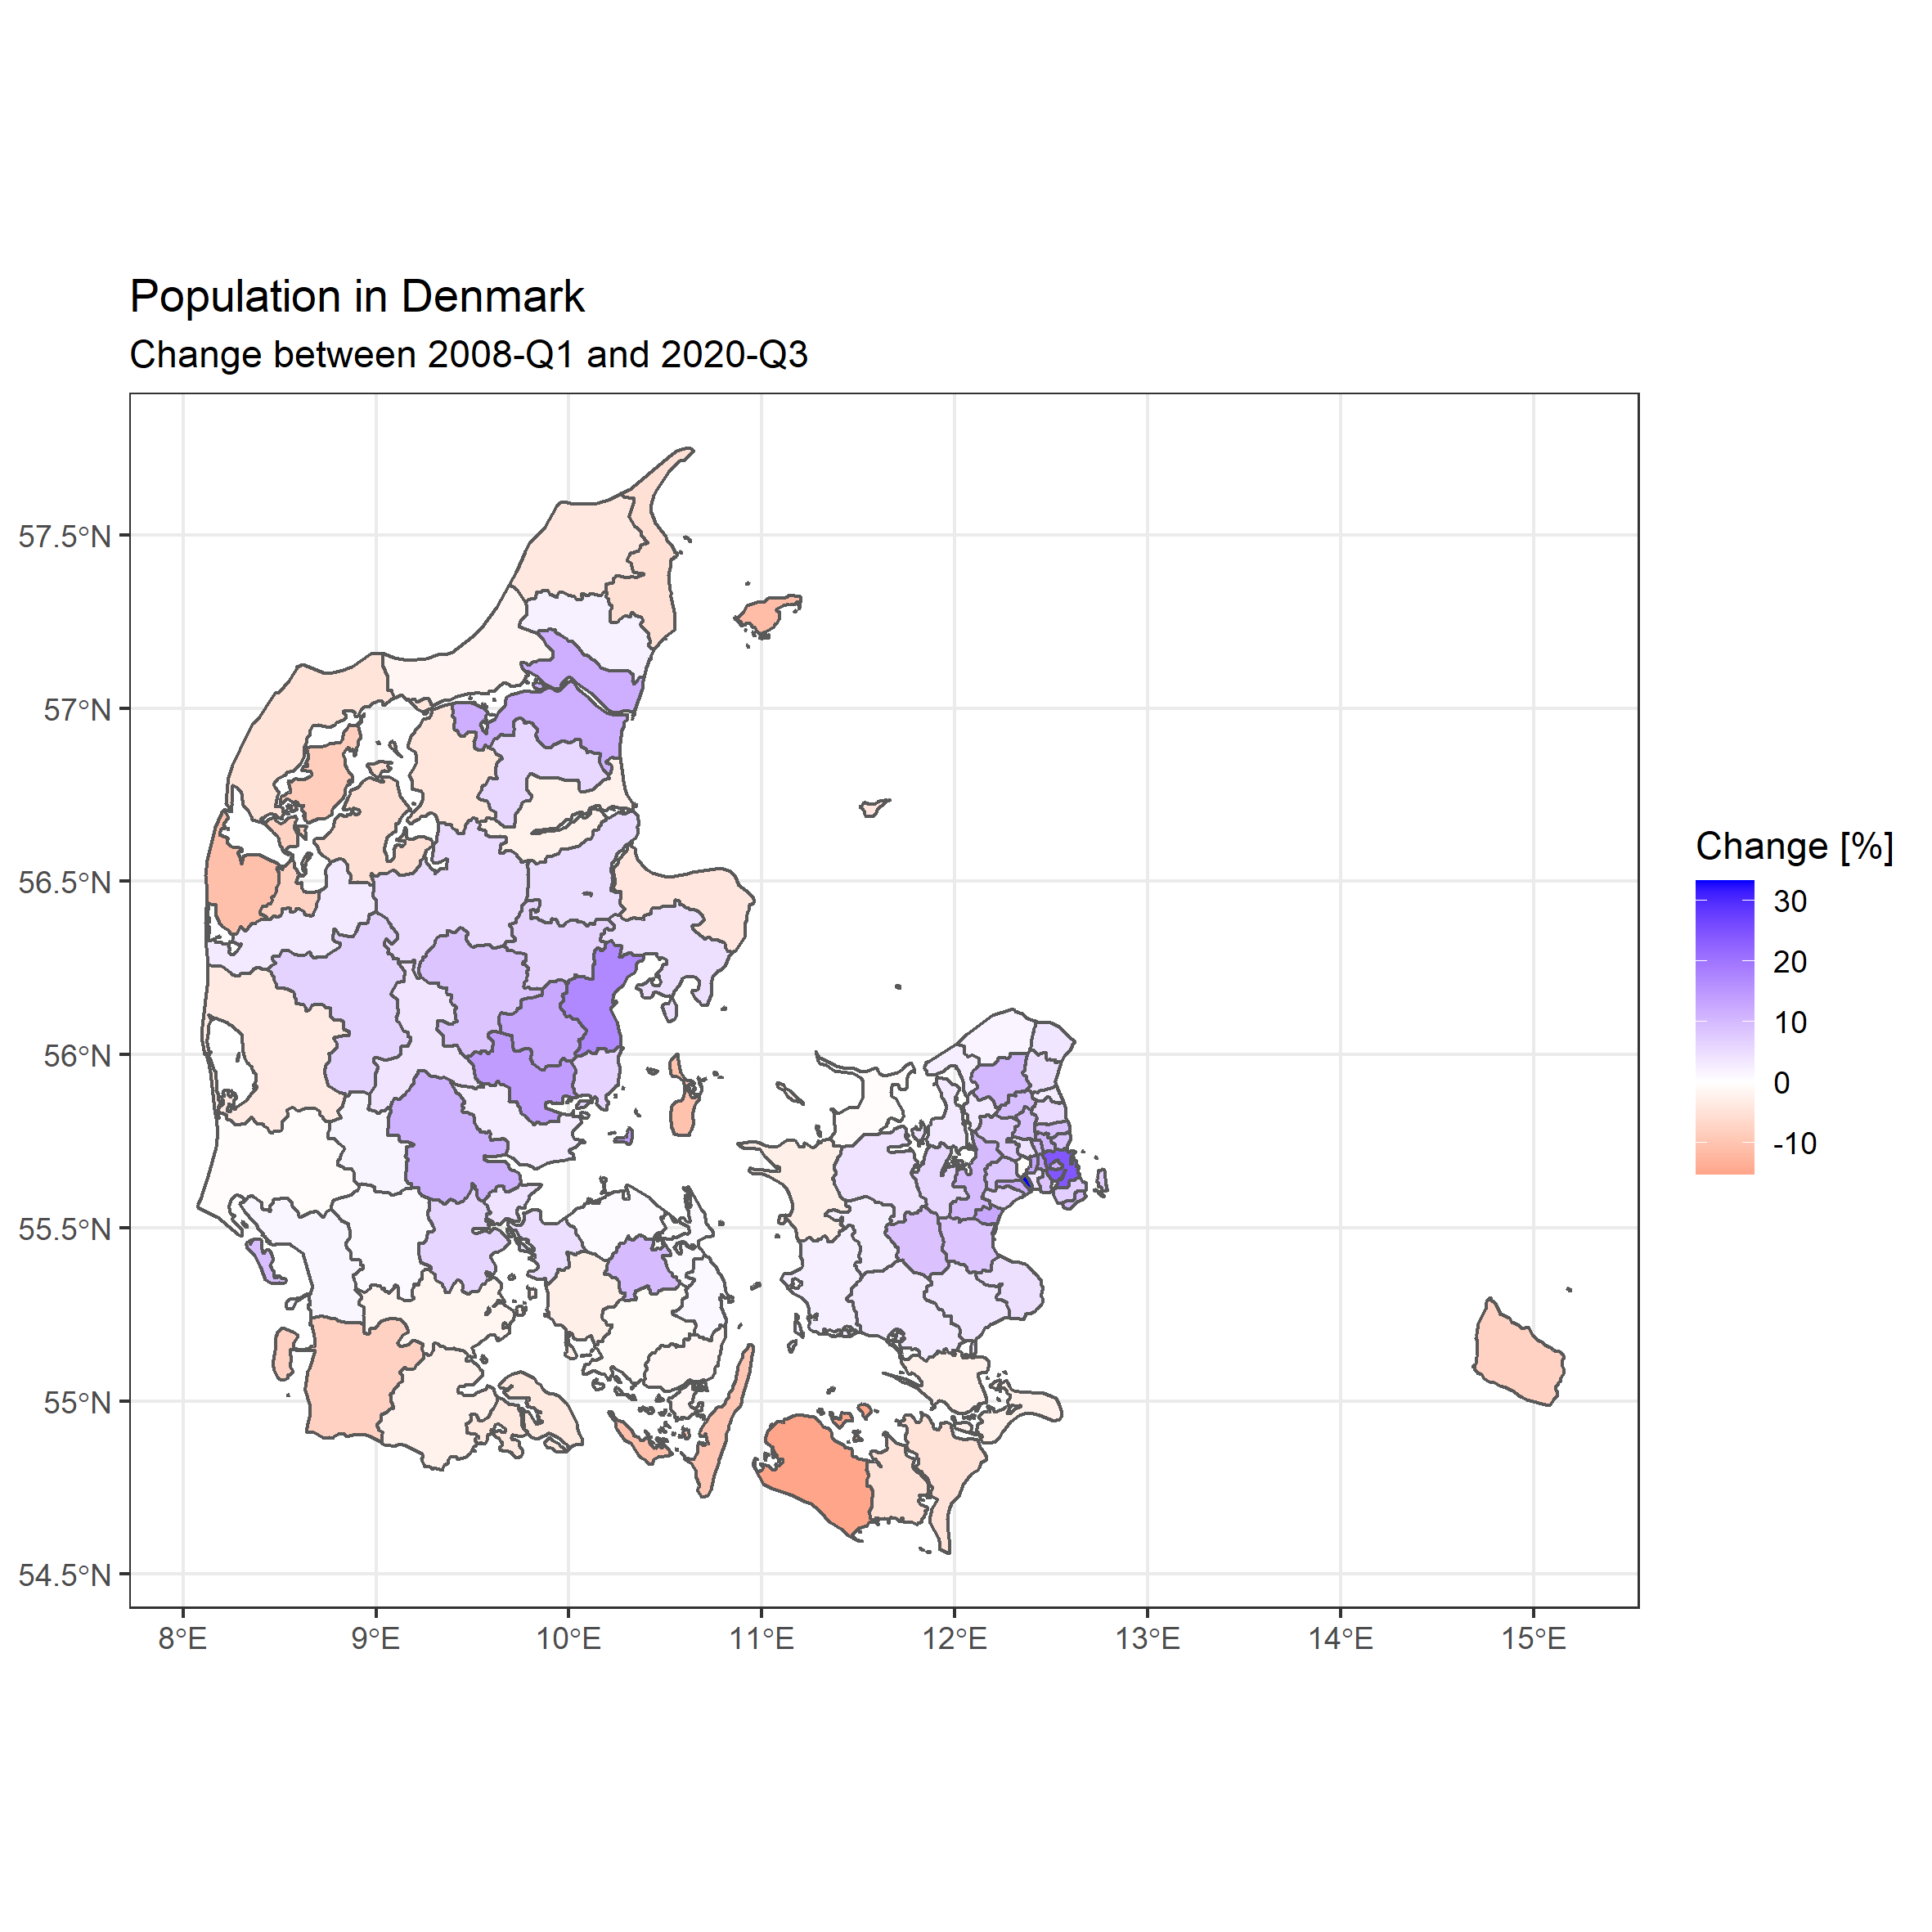 Population in Denmark
Change between 2008-Q1 and 2020-Q3
57.5°N
57°N
56.5°N
56°N
55.5°N
55°N
54.5°N
8°E
9°E
10°E
11°E
12°E
13°E
14°E
15°E
Change [%]
30
20
10
0
-10